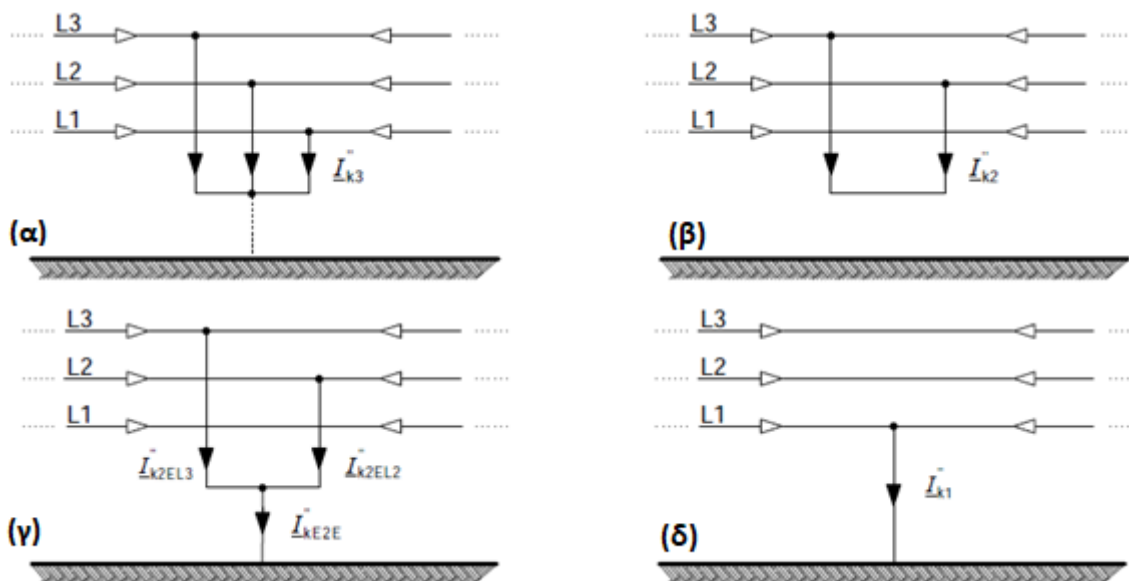 L3
L2
L1
I"k3
(α)
L3
L2
L1
I"k2
(β)
L3
L2
L1
I"k2EL3
I"k2EL2
I"kE2E
(γ)
L3
L2
L1
I"k1
(δ)